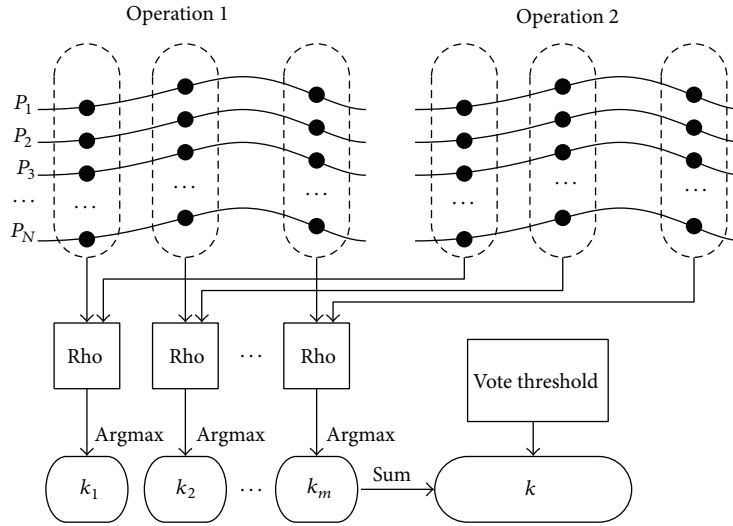 Operation 1
Operation 2
... ... ...
P₁
P₂
P₃
...
P_N
... ... ... ... ... ...
Rho Rho ... Rho
Vote threshold
Argmax Argmax Argmax
k₁ k₂ ... kₘ Sum k